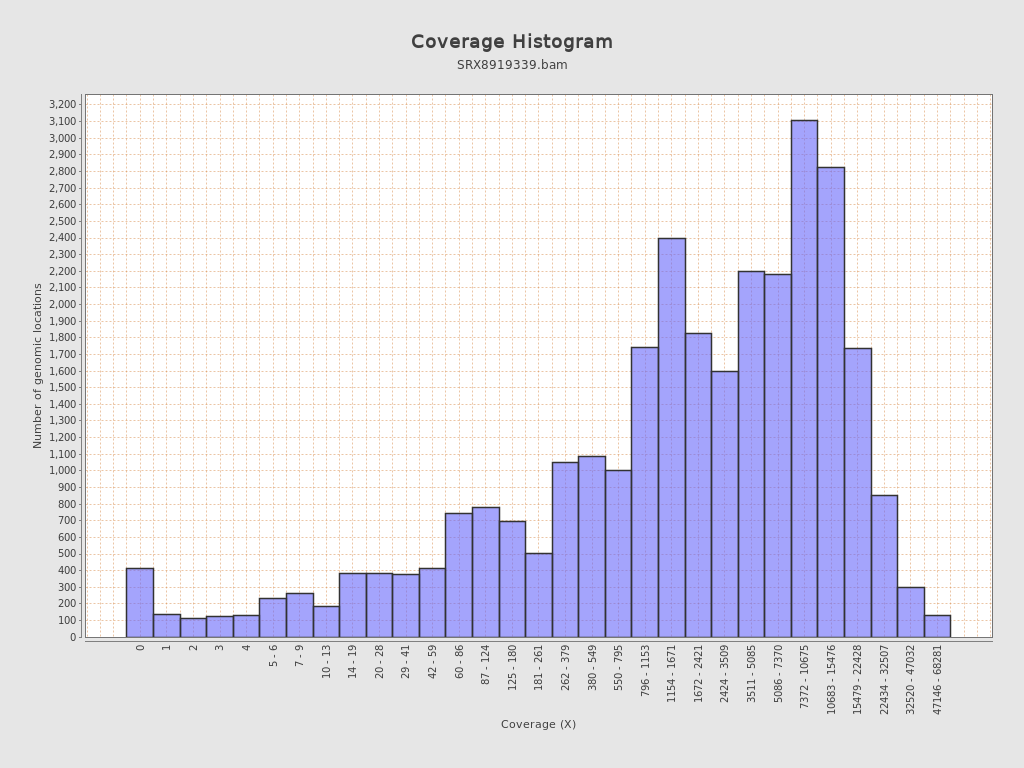 Coverage Histogram
SRX8919339.bam
Number of genomic locations
3,200
3,100
3,000
2,900
2,800
2,700
2,600
2,500
2,400
2,300
2,200
2,100
2,000
1,900
1,800
1,700
1,600
1,500
1,400
1,300
1,200
1,100
1,000
900
800
700
600
500
400
300
200
100
0
0
1
2
3
4
5 - 6
7 - 9
10 - 13
14 - 19
20 - 28
29 - 41
42 - 59
60 - 86
87 - 124
125 - 180
181 - 261
262 - 379
380 - 549
550 - 795
796 - 1153
1154 - 1671
1672 - 2421
2424 - 3509
3511 - 5085
5086 - 7370
7372 - 10675
10683 - 15476
15479 - 22428
22434 - 32507
32520 - 47032
47146 - 68281
Coverage (X)